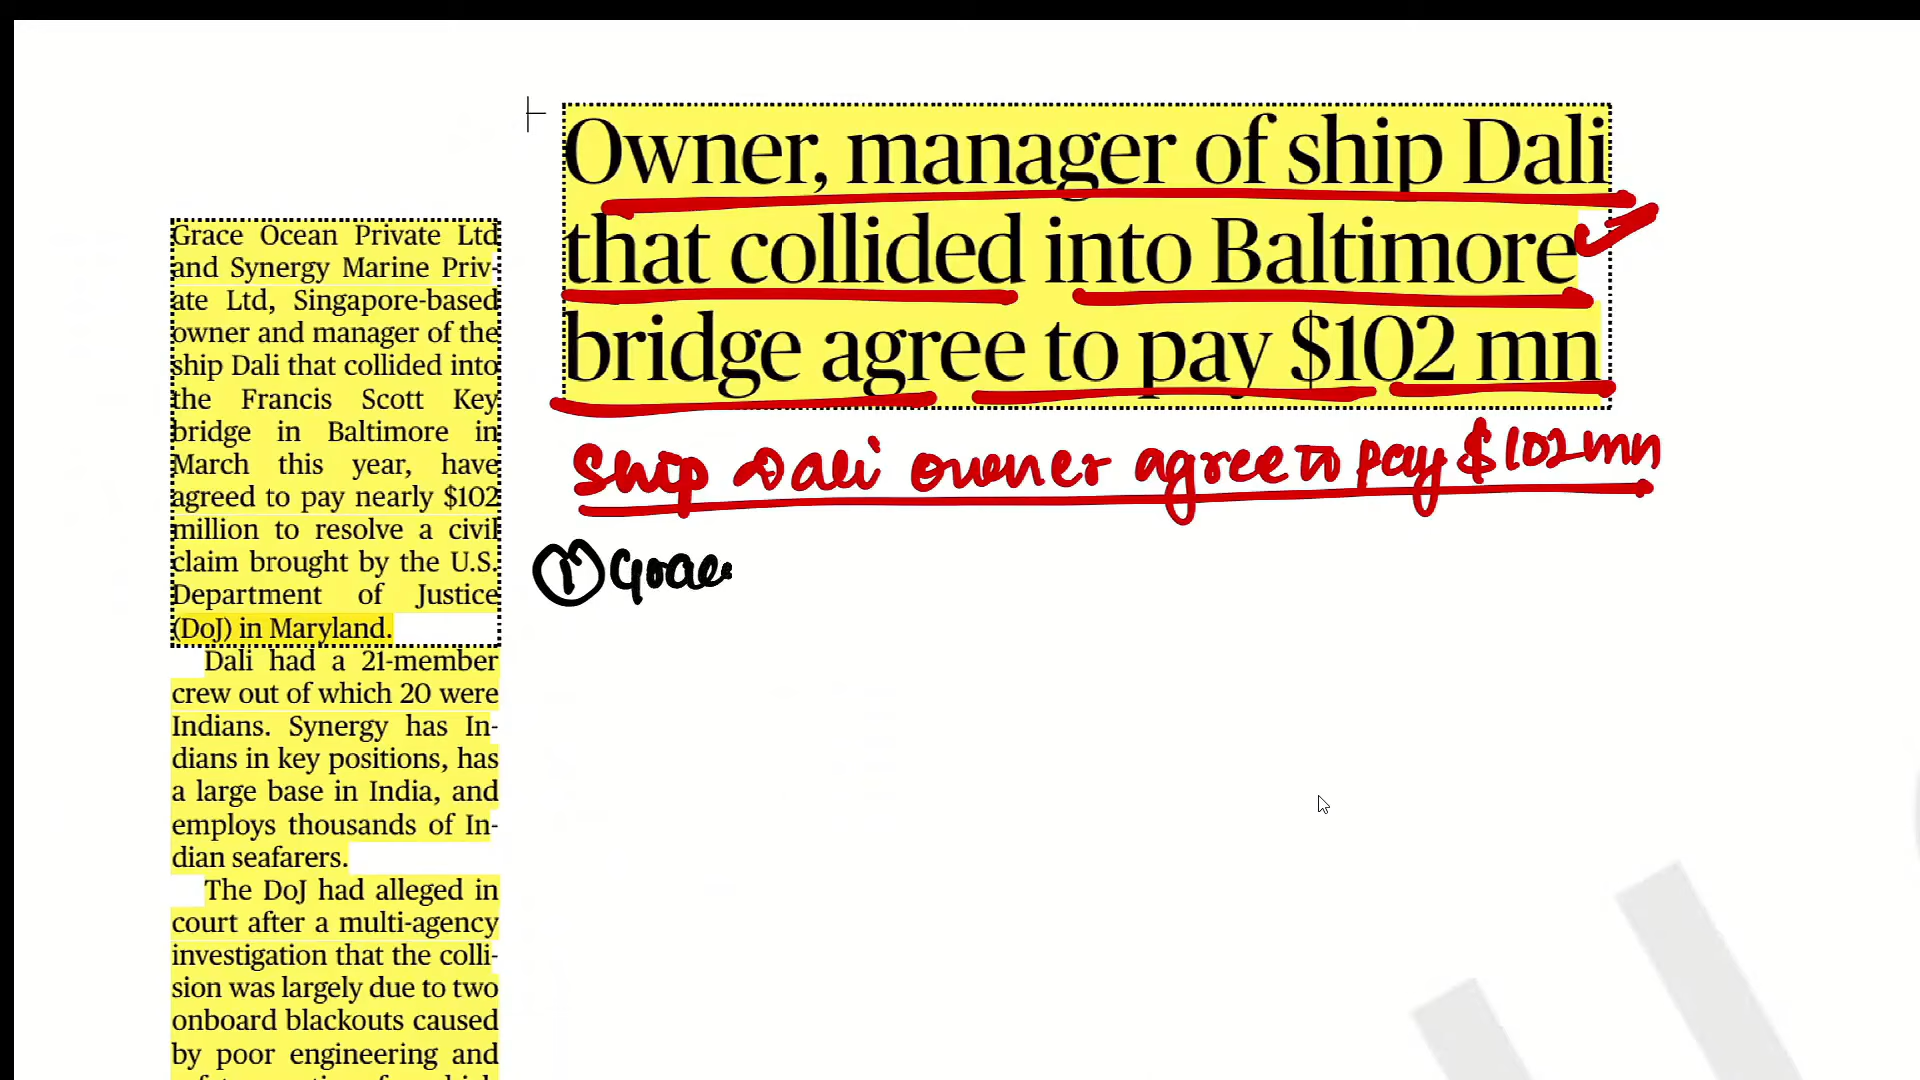 Owner, manager of ship Dali
that collided into Baltimore
bridge agree to pay $102 mn
Ship Dali owner agree to pay $102 mn
1 Grace
Grace Ocean Private Ltd
and Synergy Marine Priv-
ate Ltd, Singapore-based
owner and manager of the
ship Dali that collided into
the Francis Scott Key
bridge in Baltimore in
March this year, have
agreed to pay nearly $102
million to resolve a civil
claim brought by the U.S.
Department of Justice
(DoJ) in Maryland.
Dali had a 21-member
crew out of which 20 were
Indians. Synergy has In-
dians in key positions, has
a large base in India, and
employs thousands of In-
dian seafarers.
The DoJ had alleged in
court after a multi-agency
investigation that the colli-
sion was largely due to two
onboard blackouts caused
by poor engineering and